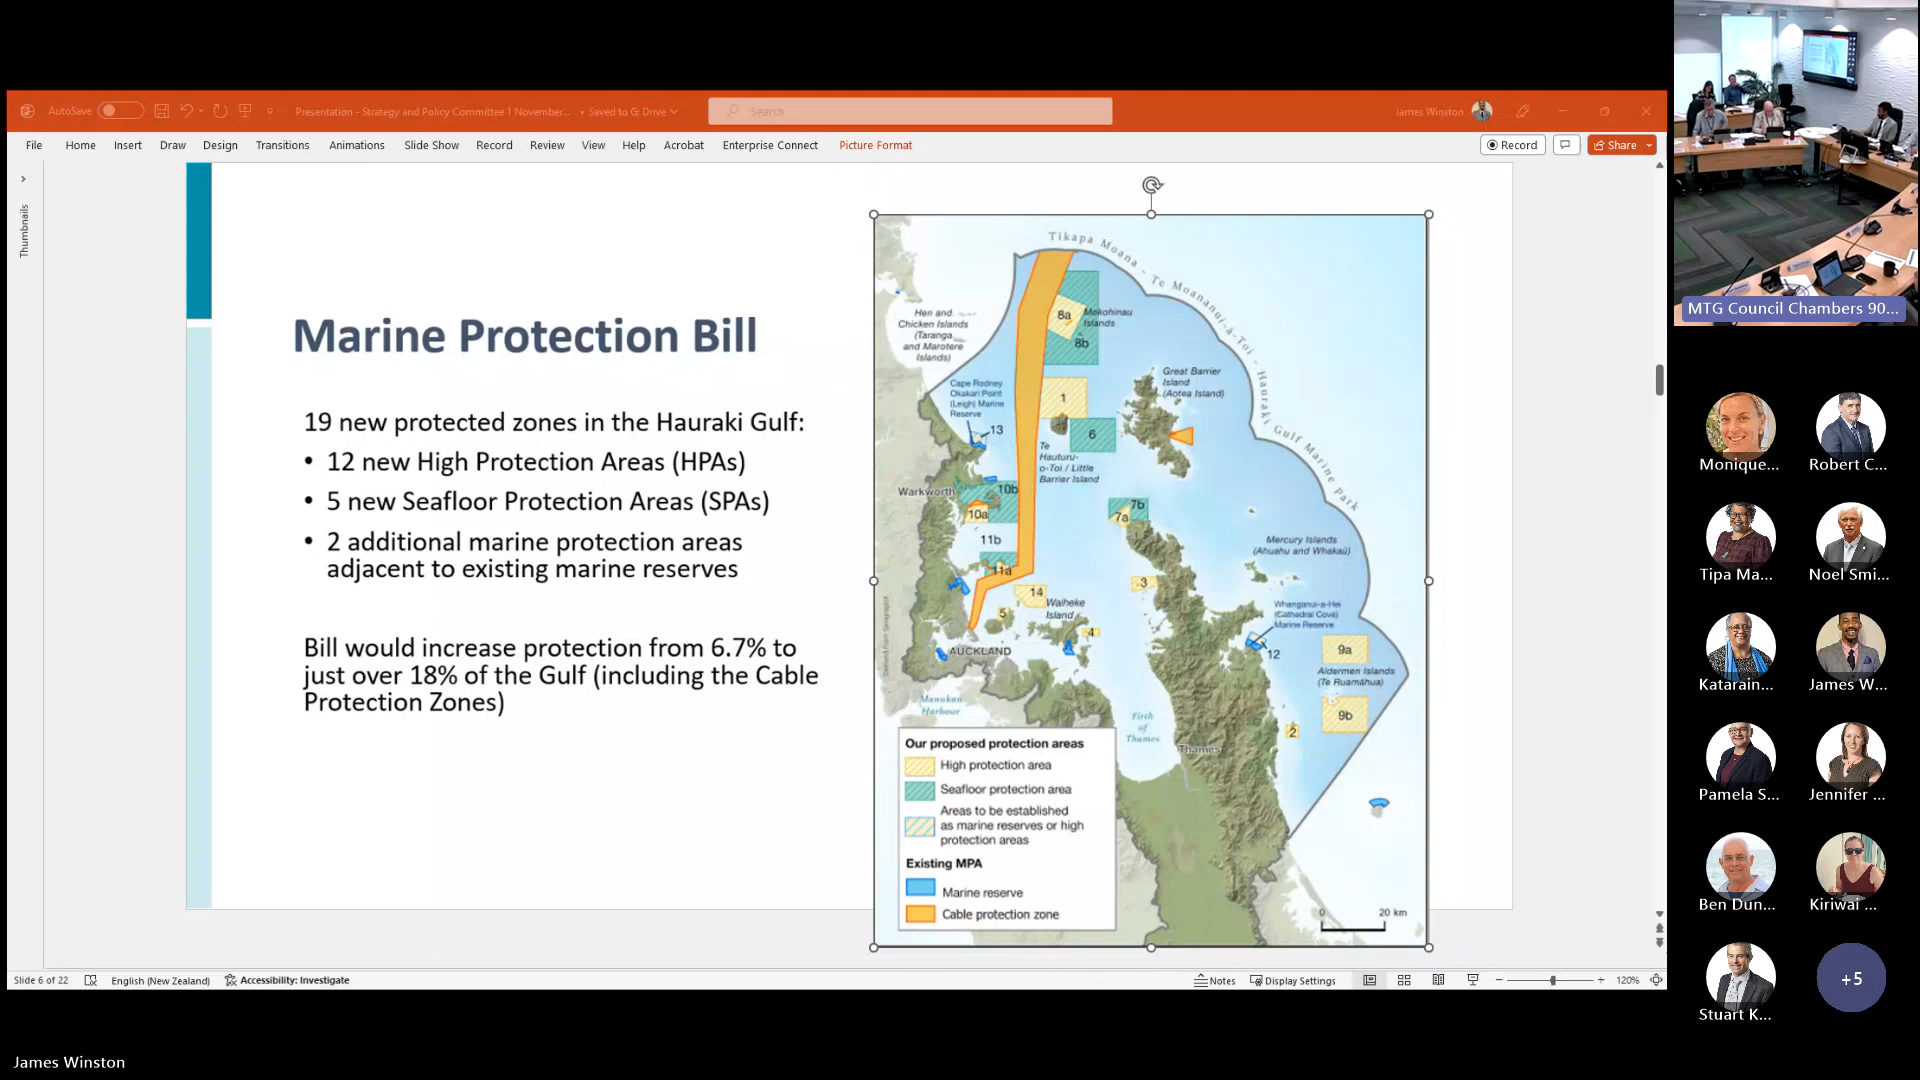 AutoSave
Presentation - Strategy and Policy Committee 1 November... • Saved to G: Drive
Search
James Winston
File Home Insert Draw Design Transitions Animations Slide Show Record Review View Help Acrobat Enterprise Connect Picture Format
Record
Share
Thumbnails
Marine Protection Bill
19 new protected zones in the Hauraki Gulf:
• 12 new High Protection Areas (HPAs)
• 5 new Seafloor Protection Areas (SPAs)
• 2 additional marine protection areas
adjacent to existing marine reserves
Bill would increase protection from 6.7% to
just over 18% of the Gulf (including the Cable
Protection Zones)
Tīkapa Moana - Te Moananui-ā-Toi - Hauraki Gulf Marine Park
Hen and
Chicken Islands
(Taranga
and Marotere
Islands)
8a
Mokohinau
Islands
8b
Cape Rodney
Okakari Point
(Leigh) Marine
Reserve
13
1
6
Great Barrier
Island
(Aotea Island)
Te
Hauturu-
o-Toi / Little
Barrier Island
Warkworth
10b
10a
7b
7a
11b
11a
Mercury Islands
(Ahuahu and Whakau)
3
14
Waiheke
Island
5
4
AUCKLAND
Whanganui-a-Hei
(Cathedral Cove)
Marine Reserve
12
9a
Aldermen Islands
(Te Ruamāhua)
9b
2
Manukau
Harbour
Firth
of
Thames
Thames
Our proposed protection areas
High protection area
Seafloor protection area
Areas to be established
as marine reserves or high
protection areas
Existing MPA
Marine reserve
Cable protection zone
0 20 km
Slide 6 of 22
English (New Zealand)
Accessibility: Investigate
Notes
Display Settings
120%
MTG Council Chambers 90...
Monique...
Robert C...
Tipa Ma...
Noel Smi...
Katarain...
James W...
Pamela S...
Jennifer ...
Ben Dun...
Kiriwai ...
Stuart K...
+5
James Winston